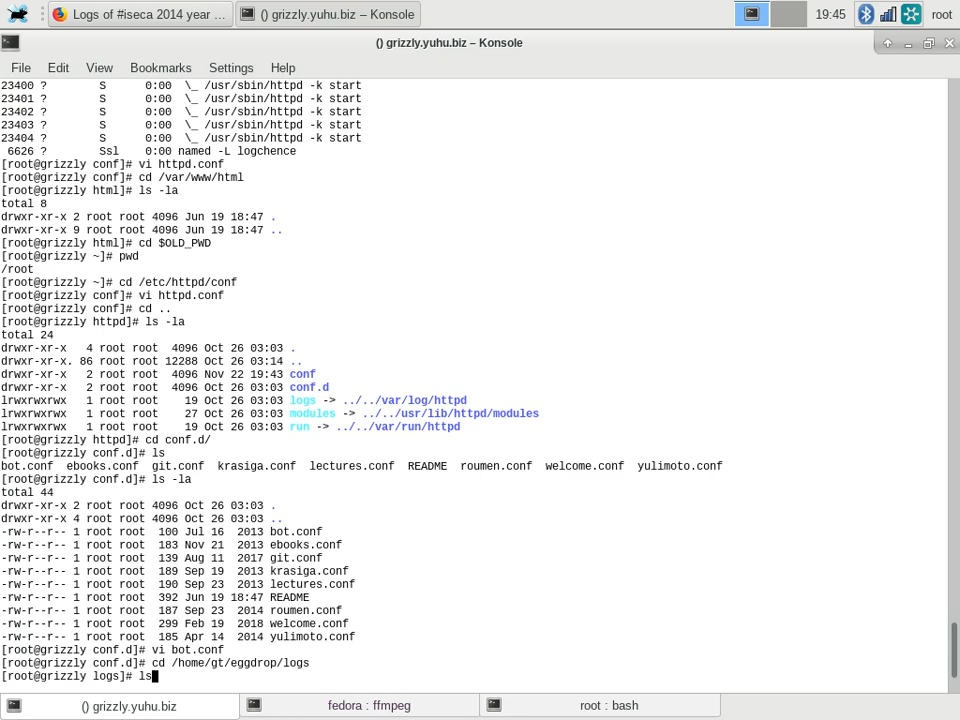 Logs of #iseca 2014 year ...
() grizzly.yuhu.biz – Konsole
19:45
root
() grizzly.yuhu.biz – Konsole
File Edit View Bookmarks Settings Help
23400 ? S 0:00 \_ /usr/sbin/httpd -k start
23401 ? S 0:00 \_ /usr/sbin/httpd -k start
23402 ? S 0:00 \_ /usr/sbin/httpd -k start
23403 ? S 0:00 \_ /usr/sbin/httpd -k start
23404 ? S 0:00 \_ /usr/sbin/httpd -k start
6626 ? Ssl 0:00 named -L logchence
[root@grizzly conf]# vi httpd.conf
[root@grizzly conf]# cd /var/www/html
[root@grizzly html]# ls -la
total 8
drwxr-xr-x 2 root root 4096 Jun 19 18:47 .
drwxr-xr-x 9 root root 4096 Jun 19 18:47 ..
[root@grizzly html]# cd $OLD_PWD
[root@grizzly ~]# pwd
/root
[root@grizzly ~]# cd /etc/httpd/conf
[root@grizzly conf]# vi httpd.conf
[root@grizzly conf]# cd ..
[root@grizzly httpd]# ls -la
total 24
drwxr-xr-x 4 root root 4096 Oct 26 03:03 .
drwxr-xr-x. 86 root root 12288 Oct 26 03:14 ..
drwxr-xr-x 2 root root 4096 Nov 22 19:43 conf
drwxr-xr-x 2 root root 4096 Oct 26 03:03 conf.d
lrwxrwxrwx 1 root root 19 Oct 26 03:03 logs -> ../../var/log/httpd
lrwxrwxrwx 1 root root 27 Oct 26 03:03 modules -> ../../usr/lib/httpd/modules
lrwxrwxrwx 1 root root 19 Oct 26 03:03 run -> ../../var/run/httpd
[root@grizzly httpd]# cd conf.d/
[root@grizzly conf.d]# ls
bot.conf ebooks.conf git.conf krasiga.conf lectures.conf README roumen.conf welcome.conf yulimoto.conf
[root@grizzly conf.d]# ls -la
total 44
drwxr-xr-x 2 root root 4096 Oct 26 03:03 .
drwxr-xr-x 4 root root 4096 Oct 26 03:03 ..
-rw-r--r-- 1 root root 100 Jul 16 2013 bot.conf
-rw-r--r-- 1 root root 183 Nov 21 2013 ebooks.conf
-rw-r--r-- 1 root root 139 Aug 11 2017 git.conf
-rw-r--r-- 1 root root 189 Sep 19 2013 krasiga.conf
-rw-r--r-- 1 root root 190 Sep 23 2013 lectures.conf
-rw-r--r-- 1 root root 392 Jun 19 18:47 README
-rw-r--r-- 1 root root 187 Sep 23 2014 roumen.conf
-rw-r--r-- 1 root root 299 Feb 19 2018 welcome.conf
-rw-r--r-- 1 root root 185 Apr 14 2014 yulimoto.conf
[root@grizzly conf.d]# vi bot.conf
[root@grizzly conf.d]# cd /home/gt/eggdrop/logs
[root@grizzly logs]# ls
() grizzly.yuhu.biz
fedora : ffmpeg
root : bash